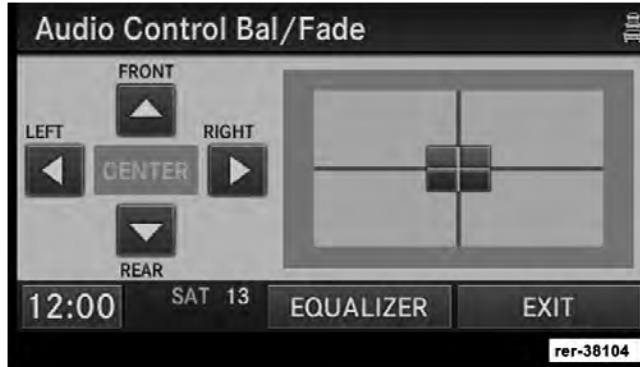 Audio Control Bal/Fade
FRONT
LEFT
RIGHT
CENTER
REAR
12:00
SAT 13
EQUALIZER
EXIT
rer-38104